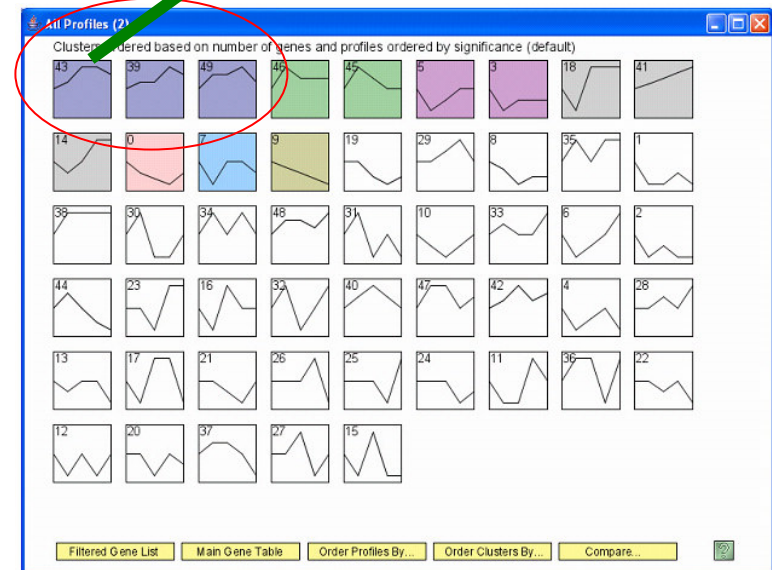 All Profiles (2)
Clusters ordered based on number of genes and profiles ordered by significance (default)
43 39 49 46 45 5 3 18 41
14 0 7 9 19 29 8 35 1
38 30 34 48 31 10 33 6 2
44 23 16 32 40 47 42 4 28
13 17 21 26 25 24 11 36 22
12 20 37 27 15
Filtered Gene List Main Gene Table Order Profiles By... Order Clusters By... Compare... ?